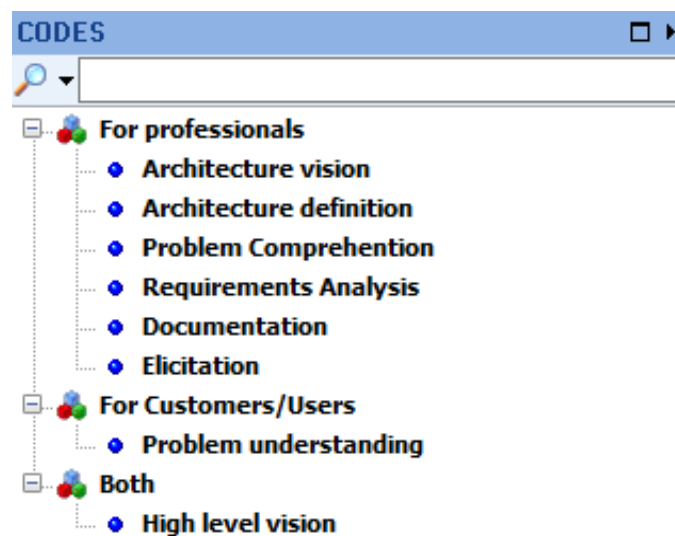 CODES
For professionals
Architecture vision
Architecture definition
Problem Comprehention
Requirements Analysis
Documentation
Elicitation
For Customers/Users
Problem understanding
Both
High level vision